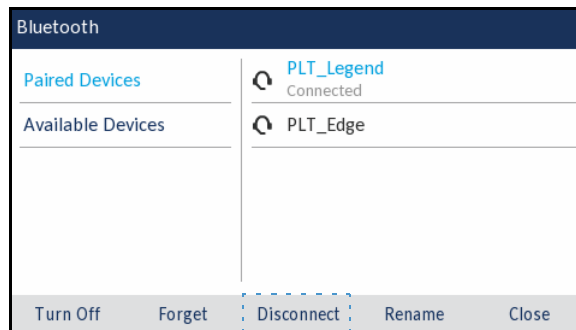 Bluetooth
Paired Devices
Available Devices
PLT_Legend
Connected
PLT_Edge
Turn Off Forget Disconnect Rename Close